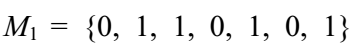 M₁ = {0, 1, 1, 0, 1, 0, 1}